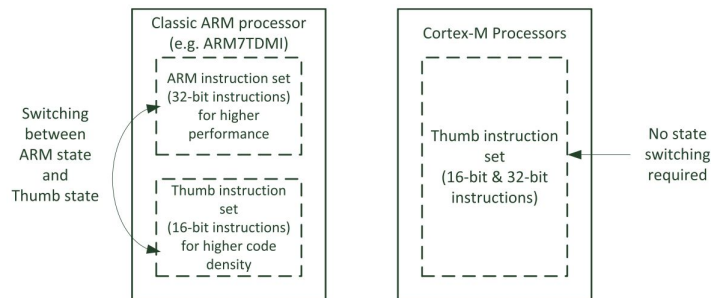 Classic ARM processor
(e.g. ARM7TDMI)
ARM instruction set
(32-bit instructions)
for higher
performance
Switching
between
ARM state
and
Thumb state
Thumb instruction
set
(16-bit instructions)
for higher code
density
Cortex-M Processors
Thumb instruction
set
(16-bit & 32-bit
instructions)
No state
switching
required